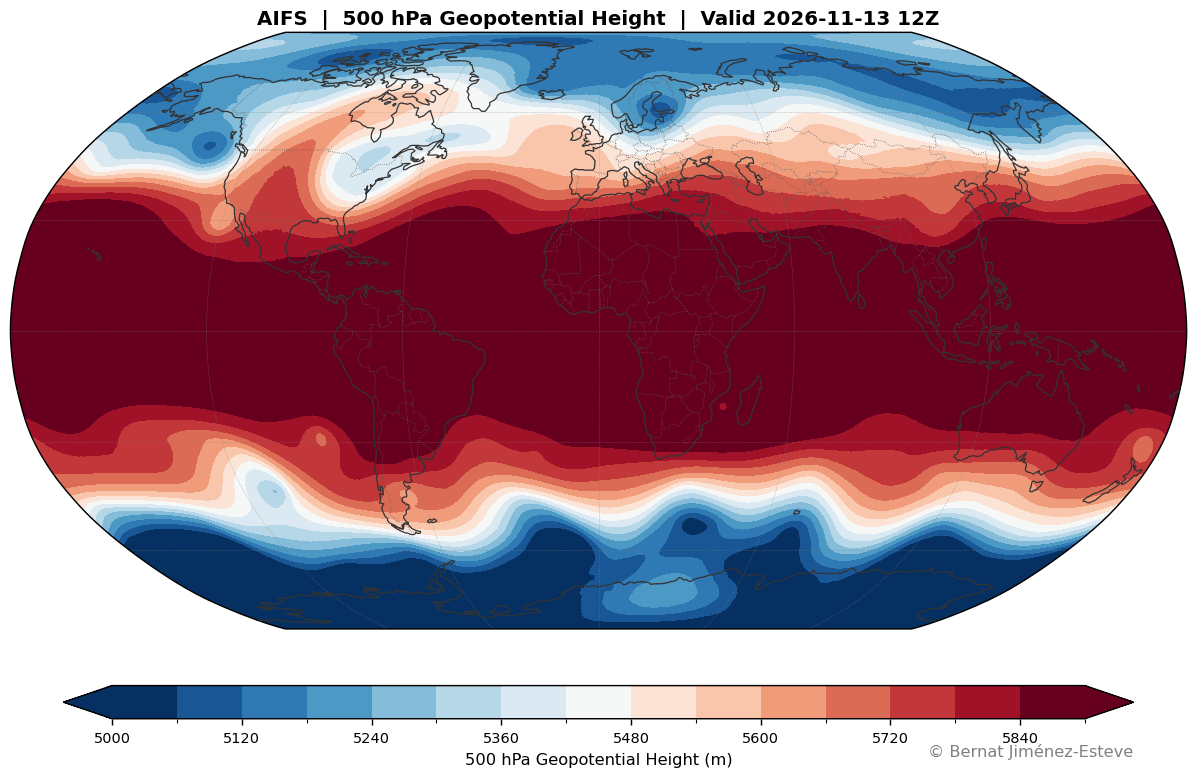 AIFS  |  500 hPa Geopotential Height  |  Valid 2026-11-13 12Z
5000 5120 5240 5360 5480 5600 5720 5840
500 hPa Geopotential Height (m)
© Bernat Jiménez-Esteve